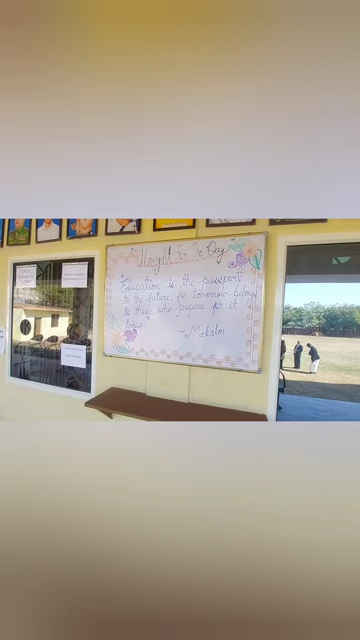 "Thought For The Day"
"Education is the passport
to the future, for tomorrow belongs
to those who prepare for it
today"
- Malcolm